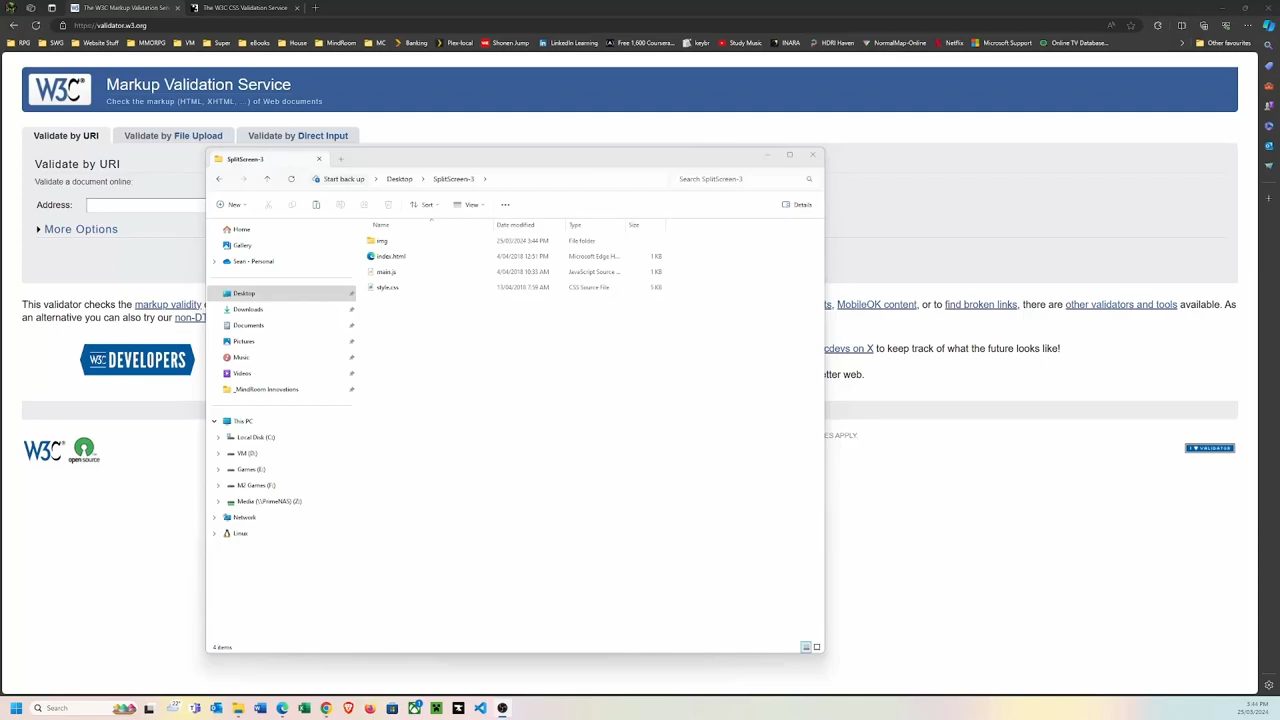 The W3C Markup Validation S
The W3C CSS Validation Service
https://validator.w3.org
RPG SWG Website Stuff MMORPG VM Super eBooks House MindRoom MC Banking Plex-local Shonen Jump LinkedIn Learning Free 1,600 Coursera... keybr Study Music INARA HDRI Haven NormalMap-Online Netflix Microsoft Support Online TV Database... Other favourites
W3C® Markup Validation Service
Check the markup (HTML, XHTML, …) of Web documents
Validate by URI Validate by File Upload Validate by Direct Input
Validate by URI
Validate a document online:
Address:
More Options
This validator checks the markup validity
an alternative you can also try our non-DT
ts, MobileOK content, or to find broken links, there are other validators and tools available. As
cdevs on X to keep track of what the future looks like!
tter web.
W3C DEVELOPERS
ES APPLY.
W3C® open source
I ♥ VALIDATOR
SplitScreen-3
Start back up > Desktop > SplitScreen-3 >
Search SplitScreen-3
New Sort View ... Details
Name Date modified Type Size
img 25/03/2024 3:44 PM File folder
index.html 4/04/2018 12:51 PM Microsoft Edge H... 1 KB
main.js 4/04/2018 10:33 AM JavaScript Source ... 1 KB
style.css 13/04/2018 7:59 AM CSS Source File 5 KB
Home
Gallery
Sean - Personal
Desktop
Downloads
Documents
Pictures
Music
Videos
_MindRoom Innovations
This PC
Local Disk (C:)
VM (D:)
Games (E:)
M2 Games (F:)
Media (\\PrimeNAS) (Z:)
Network
Linux
4 items
Search
22°
3:44 PM
25/03/2024